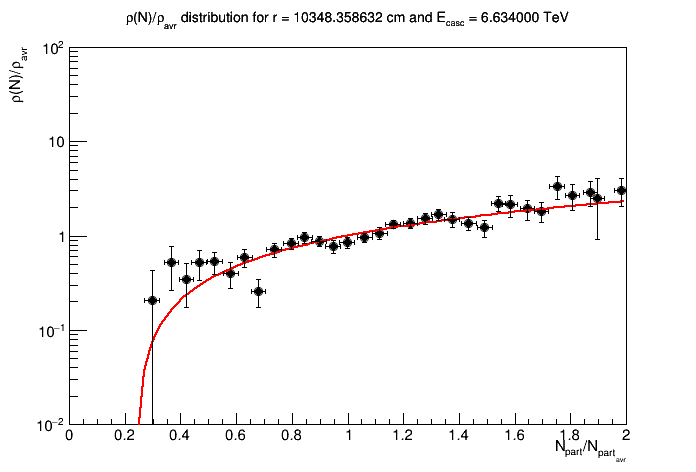 ρ(N)/ρavr distribution for r = 10348.358632 cm and Ecasc = 6.634000 TeV
ρ(N)/ρavr
10²
10
1
10⁻¹
10⁻²
0 0.2 0.4 0.6 0.8 1 1.2 1.4 1.6 1.8 2
Npart/Npartavr